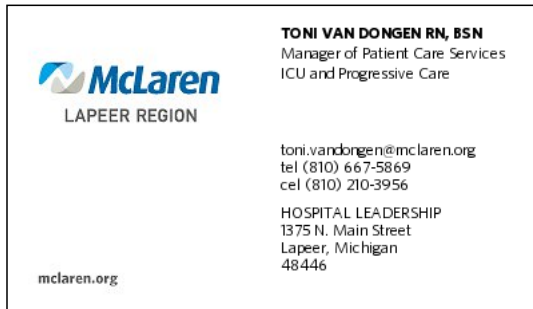 McLaren
LAPEER REGION
mclaren.org
TONI VAN DONGEN RN, BSN
Manager of Patient Care Services
ICU and Progressive Care
toni.vandongen@mclaren.org
tel (810) 667-5869
cel (810) 210-3956
HOSPITAL LEADERSHIP
1375 N. Main Street
Lapeer, Michigan
48446